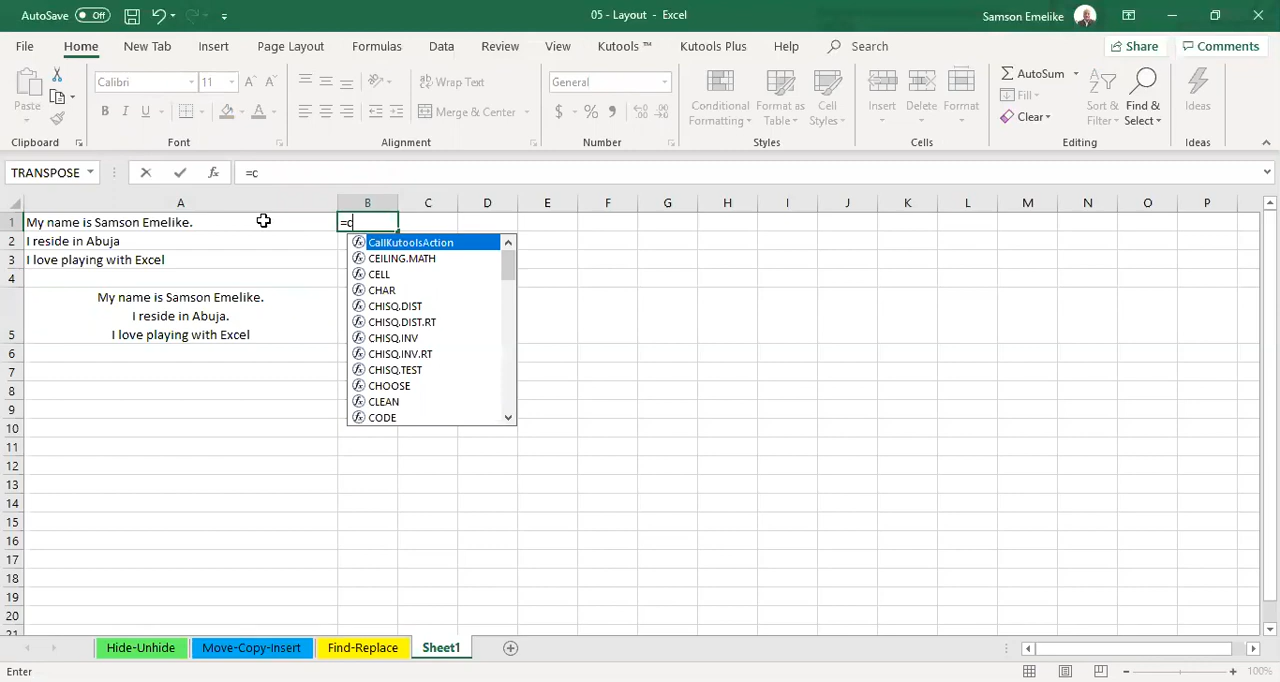 AutoSave Off
05 - Layout - Excel
Samson Emelike
File Home New Tab Insert Page Layout Formulas Data Review View Kutools ™ Kutools Plus Help Search Share Comments
Paste
Calibri 11
B I U
Wrap Text
Merge & Center
General
$ % ,
Conditional Formatting
Format as Table
Cell Styles
Insert
Delete
Format
AutoSum
Fill
Clear
Sort & Filter
Find & Select
Ideas
Clipboard Font Alignment Number Styles Cells Editing Ideas
TRANSPOSE fx =c
A B C D E F G H I J K L M N O P
1 My name is Samson Emelike. =c
2 I reside in Abuja
3 I love playing with Excel
4
My name is Samson Emelike.
I reside in Abuja.
5 I love playing with Excel
6
7
8
9
10
11
12
13
14
15
16
17
18
19
20
21
CallKutoolsAction
CEILING.MATH
CELL
CHAR
CHISQ.DIST
CHISQ.DIST.RT
CHISQ.INV
CHISQ.INV.RT
CHISQ.TEST
CHOOSE
CLEAN
CODE
Hide-Unhide Move-Copy-Insert Find-Replace Sheet1
Enter
100%